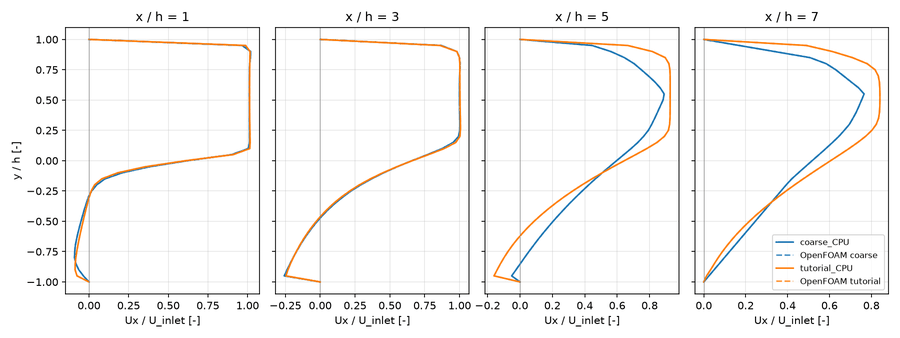 x / h = 1
x / h = 3
x / h = 5
x / h = 7
1.00
0.75
0.50
0.25
0.00
−0.25
−0.50
−0.75
−1.00
y / h [-]
0.00 0.25 0.50 0.75 1.00
−0.25 0.00 0.25 0.50 0.75 1.00
−0.2 0.0 0.2 0.4 0.6 0.8
0.0 0.2 0.4 0.6 0.8
Ux / U_inlet [-]
Ux / U_inlet [-]
Ux / U_inlet [-]
Ux / U_inlet [-]
coarse_CPU
OpenFOAM coarse
tutorial_CPU
OpenFOAM tutorial